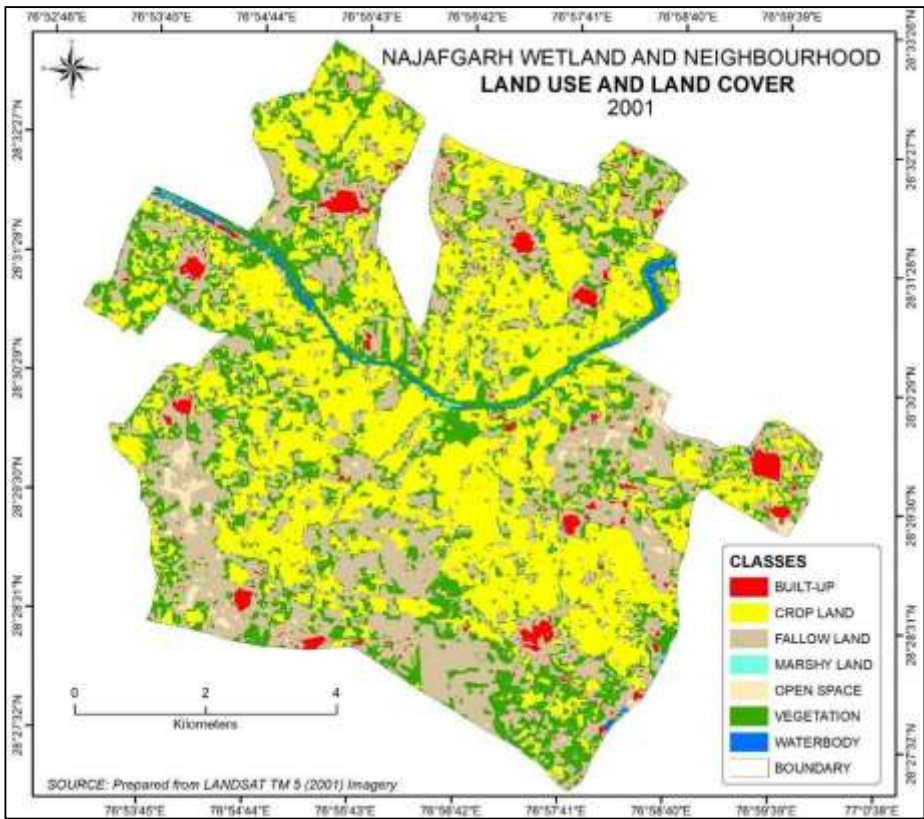 76°52'46"E 76°53'45"E 76°54'44"E 76°55'43"E 76°56'42"E 76°57'41"E 76°58'40"E 76°59'39"E
NAJAFGARH WETLAND AND NEIGHBOURHOOD
LAND USE AND LAND COVER
2001
28°32'27"N
28°31'28"N
28°30'29"N
28°29'30"N
28°28'31"N
28°27'32"N
28°32'27"N
28°31'28"N
28°30'29"N
28°29'30"N
28°28'31"N
28°27'32"N
CLASSES
BUILT-UP
CROP LAND
FALLOW LAND
MARSHY LAND
OPEN SPACE
VEGETATION
WATERBODY
BOUNDARY
0 2 4
Kilometers
SOURCE: Prepared from LANDSAT TM 5 (2001) Imagery
76°53'45"E 76°54'44"E 76°55'43"E 76°56'42"E 76°57'41"E 76°58'40"E 76°59'39"E 77°0'38"E